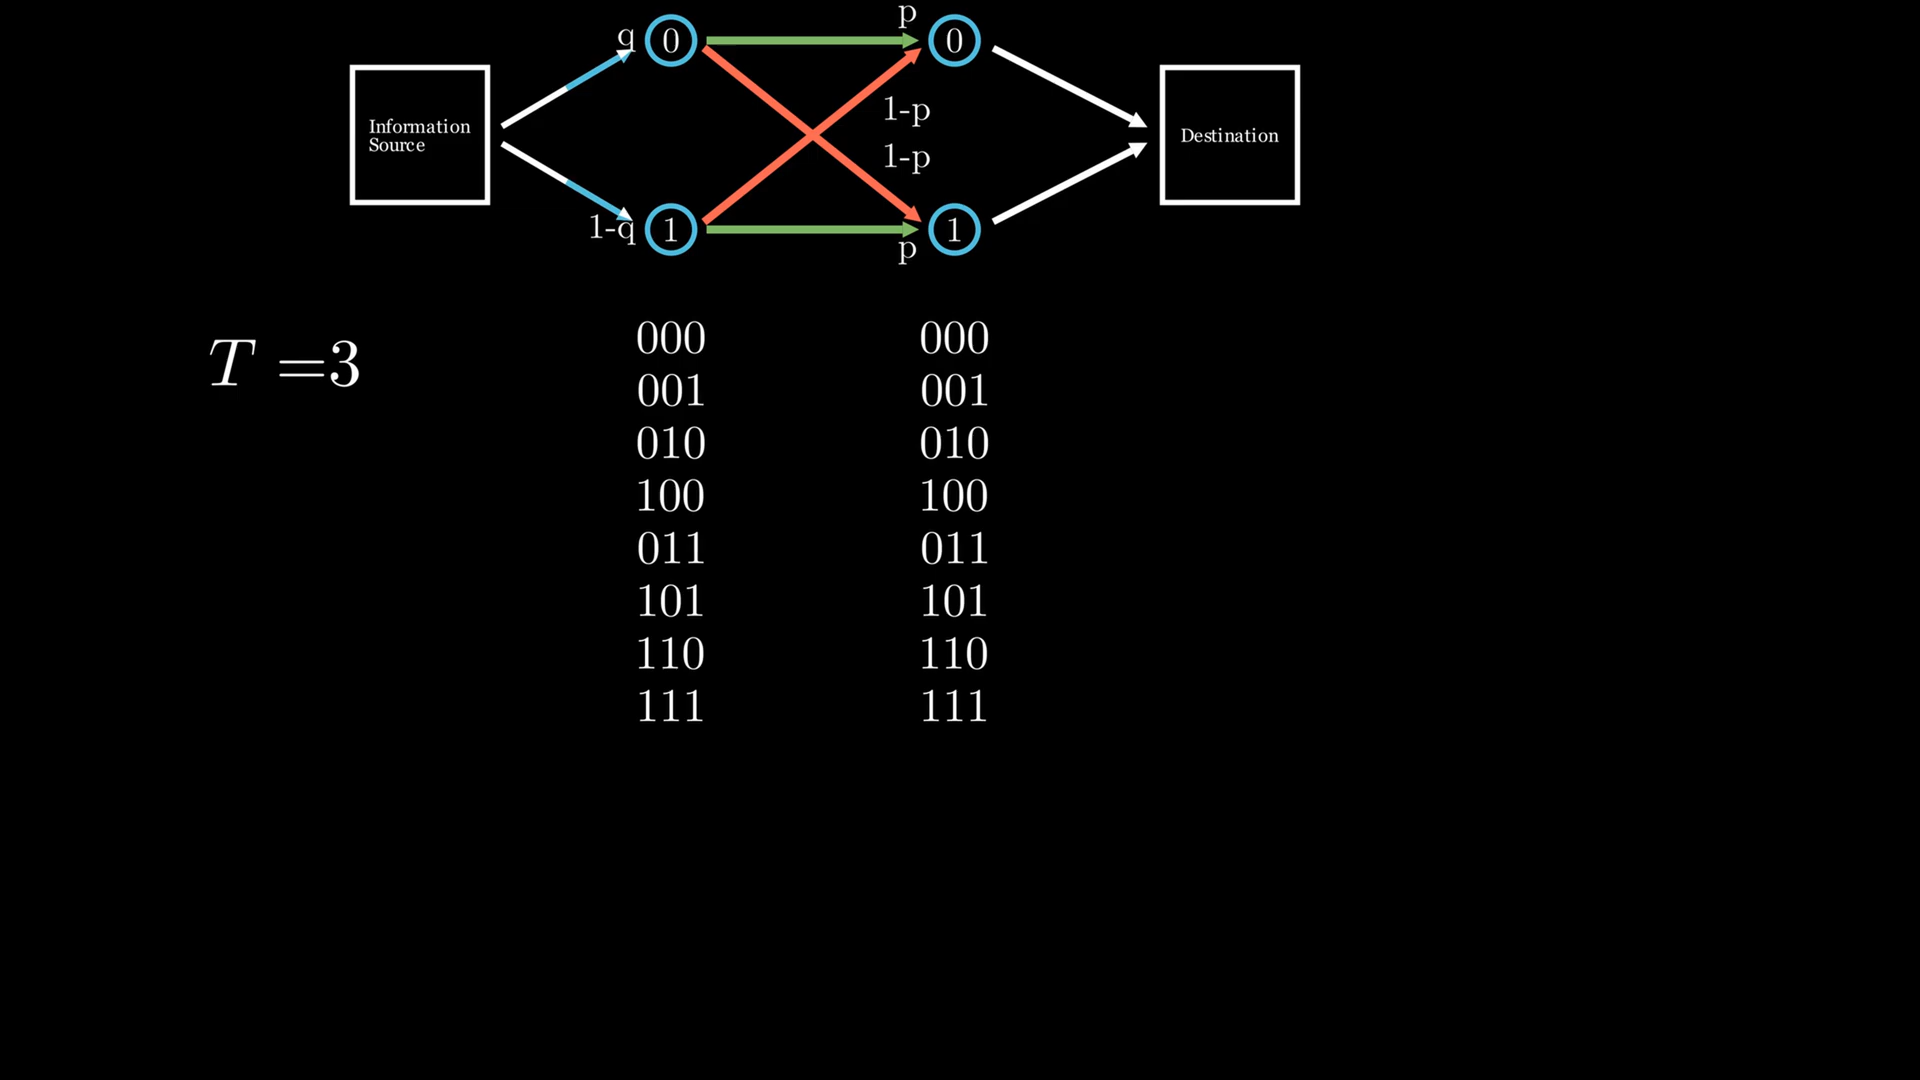 q 0 p 0
Information
Source
1-p
1-p
Destination
1-q 1 p 1
T = 3
000 000
001 001
010 010
100 100
011 011
101 101
110 110
111 111